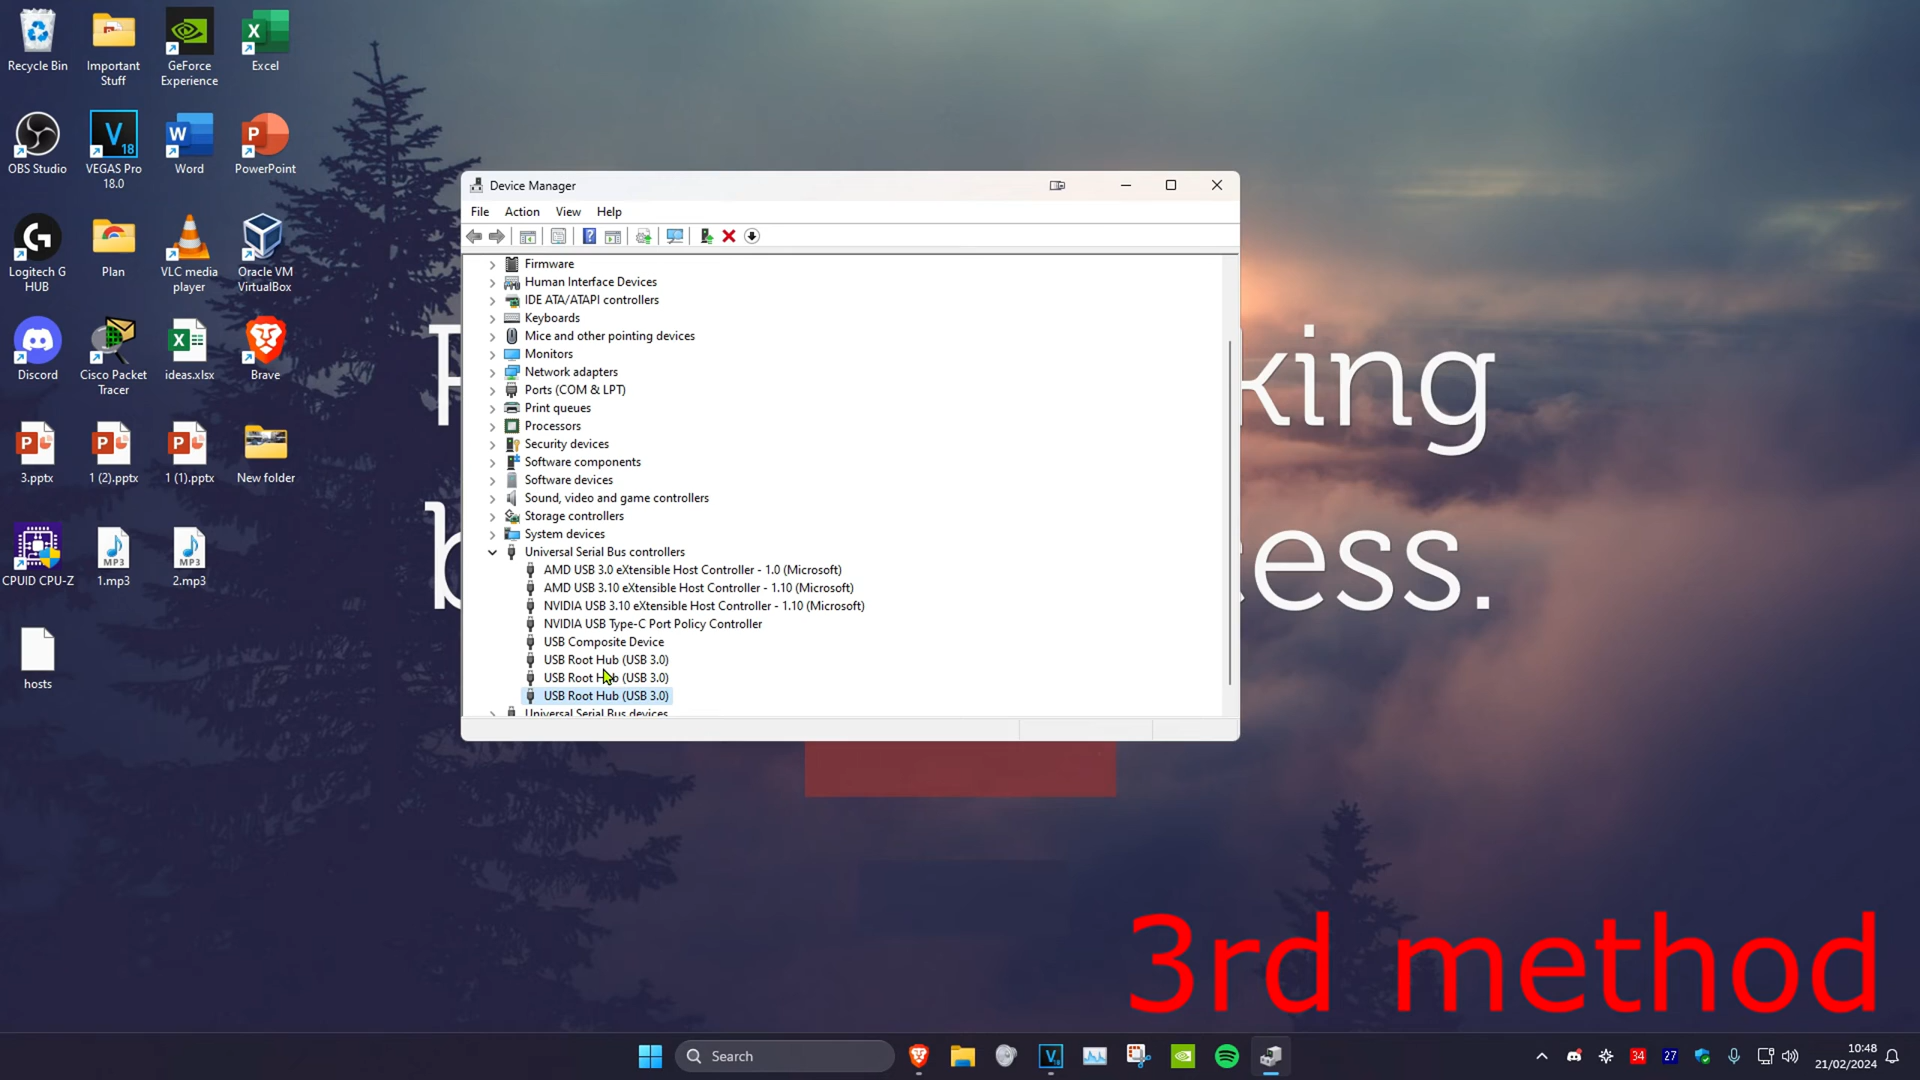 Recycle Bin
Important
Stuff
GeForce
Experience
Excel
OBS Studio
VEGAS Pro
18.0
Word
PowerPoint
Logitech G
HUB
Plan
VLC media
player
Oracle VM
VirtualBox
Discord
Cisco Packet
Tracer
ideas.xlsx
Brave
3.pptx
1 (2).pptx
1 (1).pptx
New folder
CPUID CPU-Z
MP3
1.mp3
MP3
2.mp3
hosts
Device Manager
File Action View Help
Firmware
Human Interface Devices
IDE ATA/ATAPI controllers
Keyboards
Mice and other pointing devices
Monitors
Network adapters
Ports (COM & LPT)
Print queues
Processors
Security devices
Software components
Software devices
Sound, video and game controllers
Storage controllers
System devices
Universal Serial Bus controllers
AMD USB 3.0 eXtensible Host Controller - 1.0 (Microsoft)
AMD USB 3.10 eXtensible Host Controller - 1.10 (Microsoft)
NVIDIA USB 3.10 eXtensible Host Controller - 1.10 (Microsoft)
NVIDIA USB Type-C Port Policy Controller
USB Composite Device
USB Root Hub (USB 3.0)
USB Root Hub (USB 3.0)
USB Root Hub (USB 3.0)
Universal Serial Bus devices
king
ess.
3rd method
Search
34
27
10:48
21/02/2024